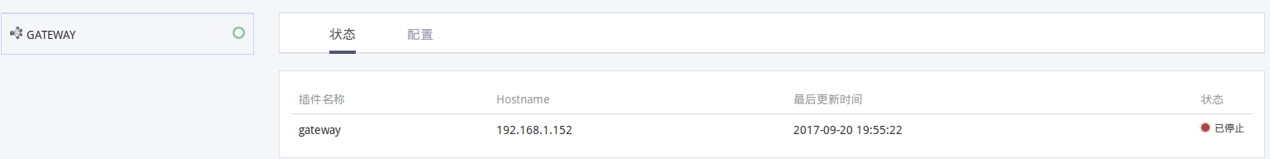 GATEWAY
状态 配置
插件名称 Hostname 最后更新时间 状态
gateway 192.168.1.152 2017-09-20 19:55:22 已停止